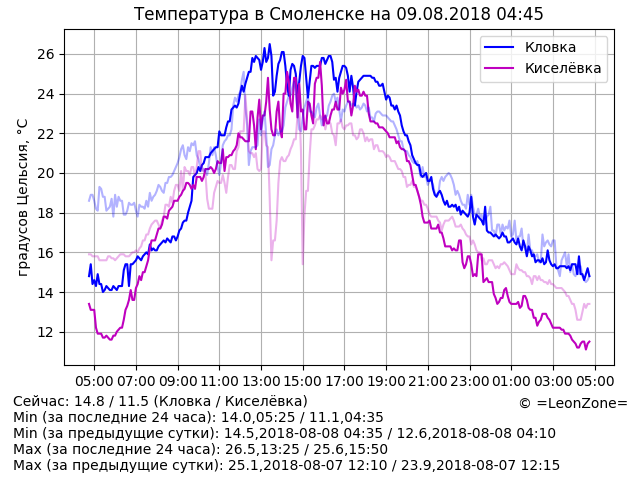 Температура в Смоленске на 09.08.2018 04:45
градусов Цельсия, °C
26
24
22
20
18
16
14
12
Кловка
Киселёвка
05:00 07:00 09:00 11:00 13:00 15:00 17:00 19:00 21:00 23:00 01:00 03:00 05:00
Сейчас: 14.8 / 11.5 (Кловка / Киселёвка)
© =LeonZone=
Min (за последние 24 часа): 14.0,05:25 / 11.1,04:35
Min (за предыдущие сутки): 14.5,2018-08-08 04:35 / 12.6,2018-08-08 04:10
Max (за последние 24 часа): 26.5,13:25 / 25.6,15:50
Max (за предыдущие сутки): 25.1,2018-08-07 12:10 / 23.9,2018-08-07 12:15